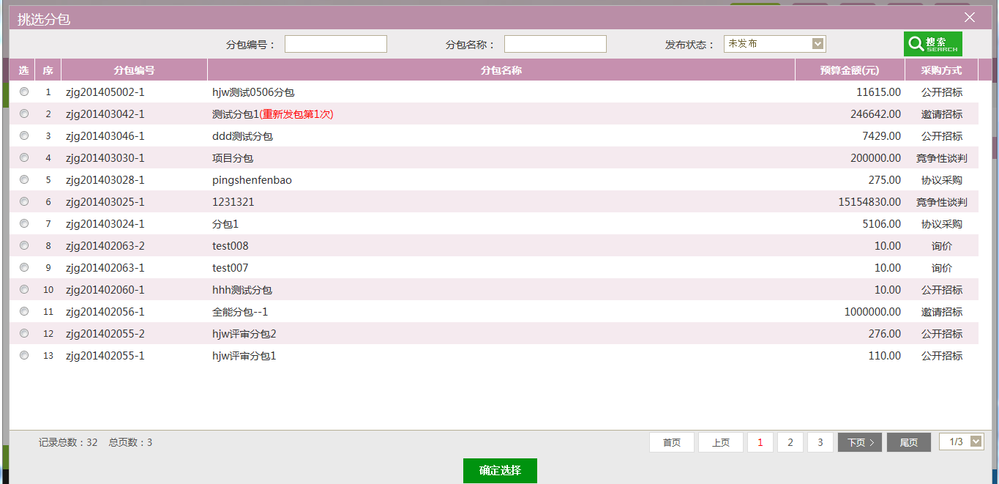 挑选分包
分包编号： 分包名称： 发布状态： 未发布 搜索 SEARCH
选 序 分包编号 分包名称 预算金额(元) 采购方式
1 zjg201405002-1 hjw测试0506分包 11615.00 公开招标
2 zjg201403042-1 测试分包1(重新发包第1次) 246642.00 邀请招标
3 zjg201403046-1 ddd测试分包 7429.00 公开招标
4 zjg201403030-1 项目分包 200000.00 竞争性谈判
5 zjg201403028-1 pingshenfenbao 275.00 协议采购
6 zjg201403025-1 1231321 15154830.00 竞争性谈判
7 zjg201403024-1 分包1 5106.00 协议采购
8 zjg201402063-2 test008 10.00 询价
9 zjg201402063-1 test007 10.00 询价
10 zjg201402060-1 hhh测试分包 10.00 公开招标
11 zjg201402056-1 全能分包--1 1000000.00 邀请招标
12 zjg201402055-2 hjw评审分包2 276.00 公开招标
13 zjg201402055-1 hjw评审分包1 110.00 公开招标
记录总数：32 总页数：3 首页 上页 1 2 3 下页 > 尾页 1/3
确定选择